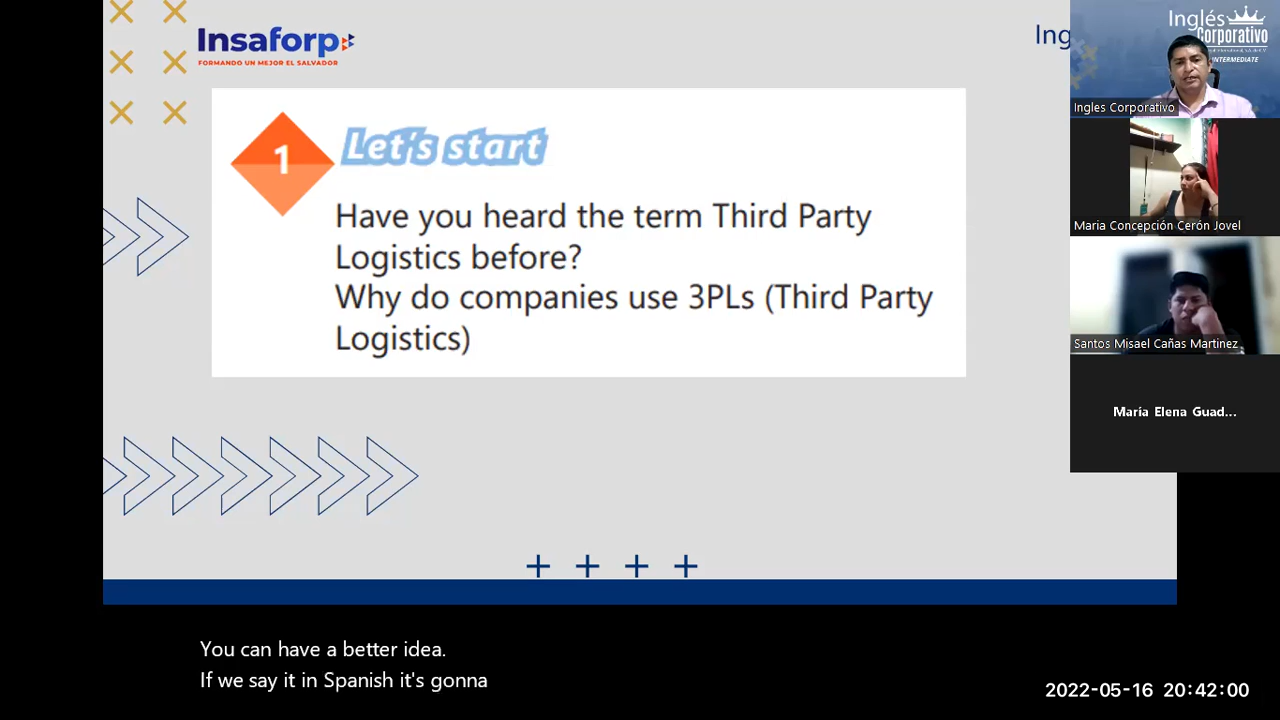 Insaforp
FORMANDO UN MEJOR EL SALVADOR
Ing
Inglés
Corporativo
INTERMEDIATE
Ingles Corporativo
1
Let's start
Have you heard the term Third Party
Logistics before?
Why do companies use 3PLs (Third Party
Logistics)
Maria Concepción Cerón Jovel
Santos Misael Cañas Martinez
María Elena Guad...
You can have a better idea.
If we say it in Spanish it's gonna
2022-05-16 20:42:00